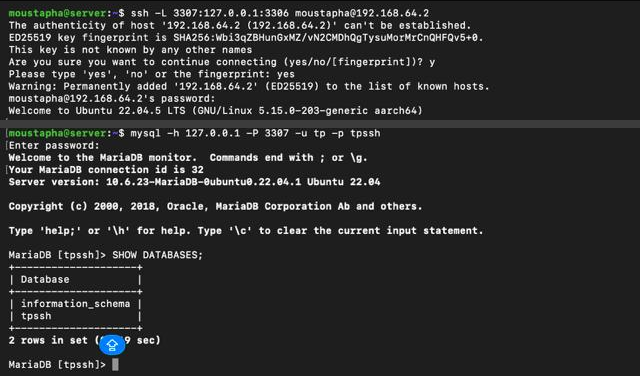 moustapha@server:~$ ssh -L 3307:127.0.0.1:3306 moustapha@192.168.64.2
The authenticity of host '192.168.64.2 (192.168.64.2)' can't be established.
ED25519 key fingerprint is SHA256:Wbi3qZBHunGxMZ/vN2CMDhQgTysuMorMrCnQHFQv5+0.
This key is not known by any other names
Are you sure you want to continue connecting (yes/no/[fingerprint])? y
Please type 'yes', 'no' or the fingerprint: yes
Warning: Permanently added '192.168.64.2' (ED25519) to the list of known hosts.
moustapha@192.168.64.2's password:
Welcome to Ubuntu 22.04.5 LTS (GNU/Linux 5.15.0-203-generic aarch64)
moustapha@server:~$ mysql -h 127.0.0.1 -P 3307 -u tp -p tpssh
[Enter password:
Welcome to the MariaDB monitor.  Commands end with ; or \g.
[Your MariaDB connection id is 32
Server version: 10.6.23-MariaDB-0ubuntu0.22.04.1 Ubuntu 22.04
Copyright (c) 2000, 2018, Oracle, MariaDB Corporation Ab and others.
Type 'help;' or '\h' for help. Type '\c' to clear the current input statement.
MariaDB [tpssh]> SHOW DATABASES;
+--------------------+
| Database           |
+--------------------+
| information_schema |
| tpssh              |
+--------------------+
2 rows in set ( sec)
MariaDB [tpssh]>